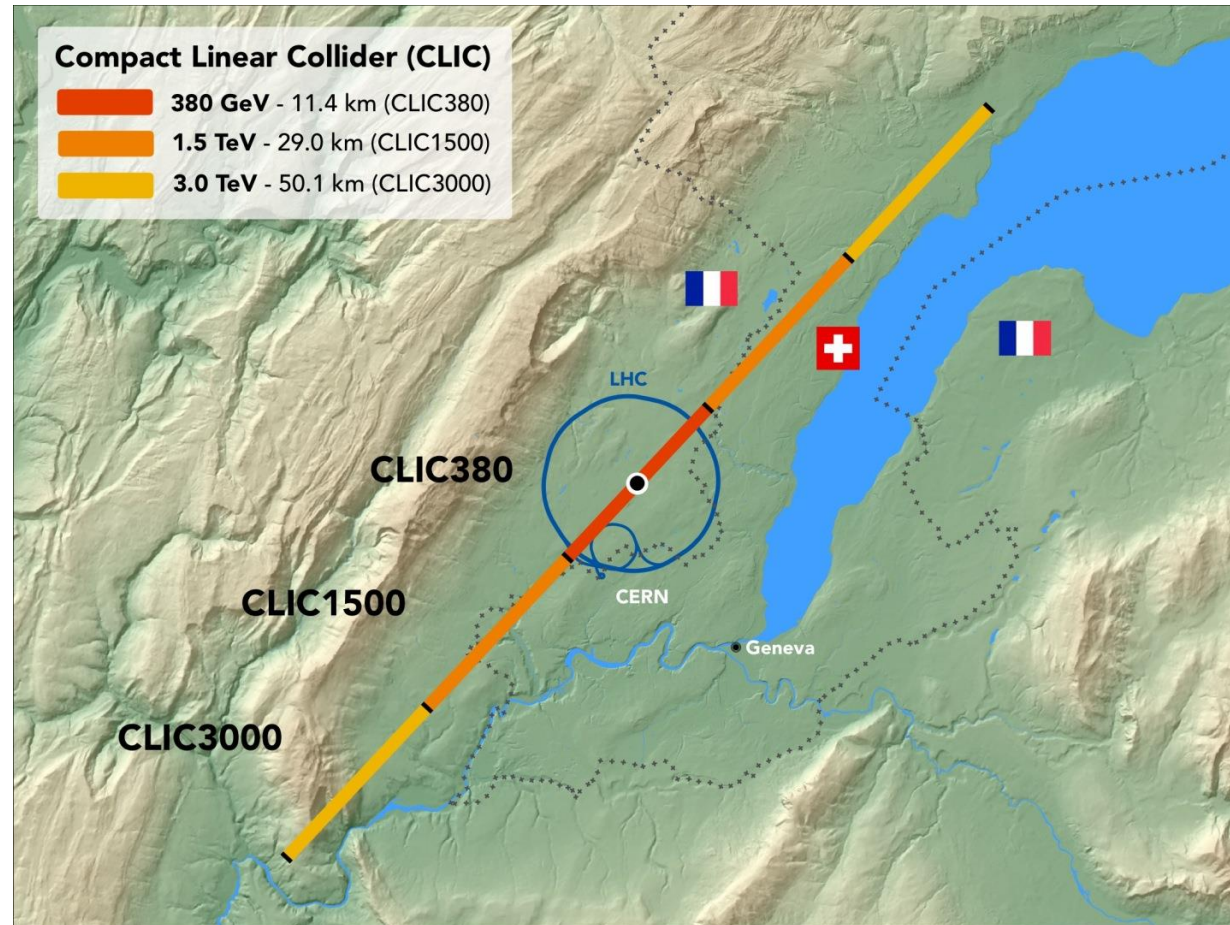 Compact Linear Collider (CLIC)
380 GeV - 11.4 km (CLIC380)
1.5 TeV - 29.0 km (CLIC1500)
3.0 TeV - 50.1 km (CLIC3000)
LHC
CLIC380
CLIC1500
CERN
Geneva
CLIC3000